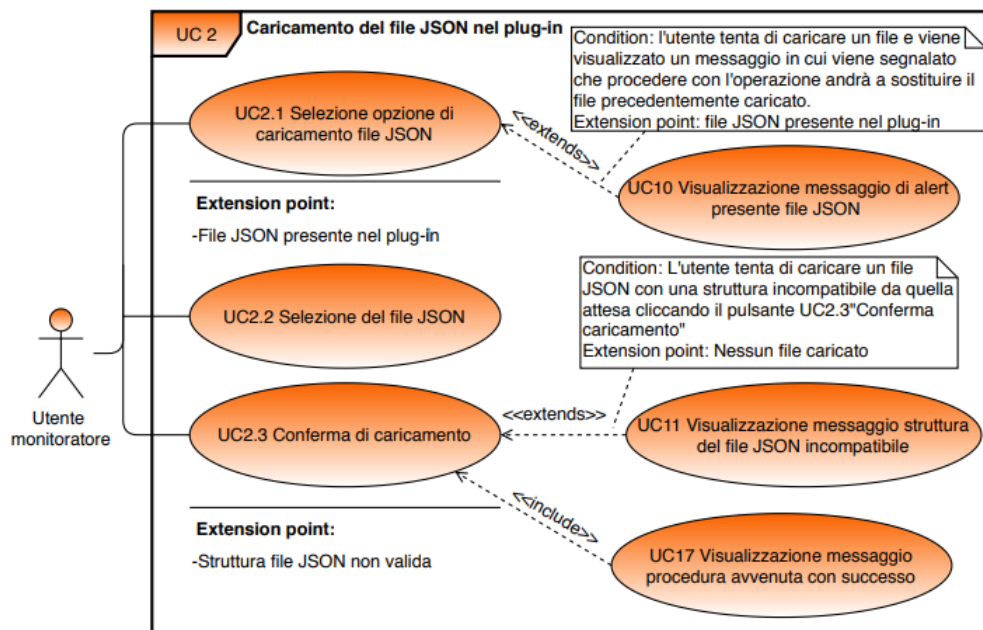 UC 2
Caricamento del file JSON nel plug-in
Condition: l'utente tenta di caricare un file e viene
visualizzato un messaggio in cui viene segnalato
che procedere con l'operazione andrà a sostituire il
file precedentemente caricato.
Extension point: file JSON presente nel plug-in
UC2.1 Selezione opzione di
caricamento file JSON
<<extends>>
UC10 Visualizzazione messaggio di alert
presente file JSON
Extension point:
-File JSON presente nel plug-in
Condition: L'utente tenta di caricare un file
JSON con una struttura incompatibile da quella
attesa cliccando il pulsante UC2.3"Conferma
caricamento"
Extension point: Nessun file caricato
UC2.2 Selezione del file JSON
Utente
monitoratore
UC2.3 Conferma di caricamento
<<extends>>
UC11 Visualizzazione messaggio struttura
del file JSON incompatibile
<<include>>
Extension point:
-Struttura file JSON non valida
UC17 Visualizzazione messaggio
procedura avvenuta con successo